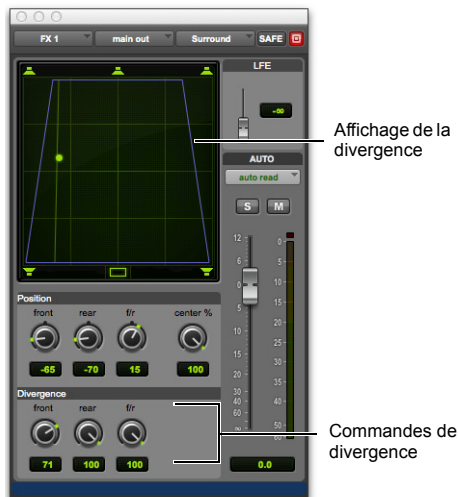 FX 1 main out Surround SAFE
LFE
-∞
Affichage de la
divergence
AUTO
auto read
S M
12
6
0
5
10
15
20
30
40
60
∞
0
5
10
15
20
25
30
35
40
50
60
Position
front rear f/r center %
-65 -70 15 100
Divergence
front rear f/r
71 100 100
0.0
Commandes de
divergence